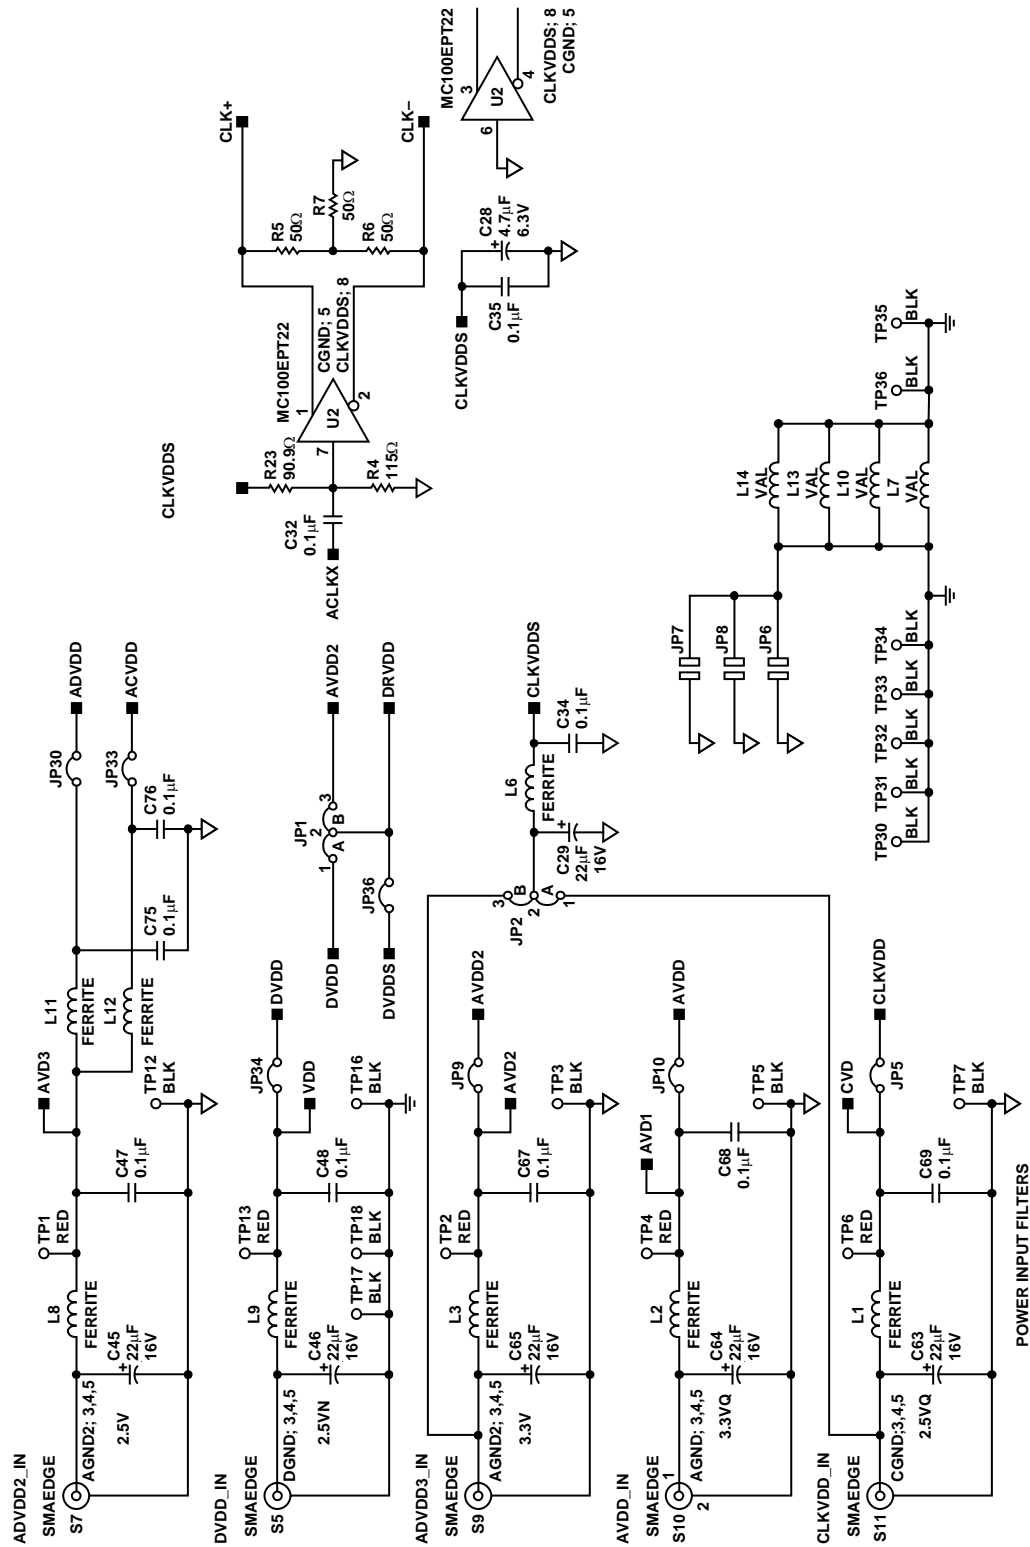 ADVDD2_IN
SMAEDGE
S7
AGND2; 3,4,5
2.5V
C45
22µF
16V
L8
FERRITE
TP1
RED
C47
0.1µF
AVD3
TP12
BLK
L11
FERRITE
L12
FERRITE
C75
0.1µF
C76
0.1µF
JP30
ADVDD
JP33
ACVDD
DVDD_IN
SMAEDGE
S5
DGND; 3,4,5
2.5VN
C46
22µF
16V
L9
FERRITE
TP13
RED
TP17
BLK
TP18
BLK
C48
0.1µF
VDD
TP16
BLK
JP34
DVDD
DVDD
JP1
1
A
2
B
3
AVDD2
DVDDS
JP36
DRVDD
ADVDD3_IN
SMAEDGE
S9
AGND2; 3,4,5
3.3V
C65
22µF
16V
L3
FERRITE
TP2
RED
C67
0.1µF
AVD2
TP3
BLK
JP9
AVDD2
JP2
3
B
2
A
1
C29
22µF
16V
L6
FERRITE
CLKVDDS
C34
0.1µF
AVDD_IN
SMAEDGE
S10
1
2
AGND; 3,4,5
3.3VQ
C64
22µF
16V
L2
FERRITE
TP4
RED
AVD1
C68
0.1µF
TP5
BLK
JP10
AVDD
CLKVDD_IN
SMAEDGE
S11
CGND;3,4,5
2.5VQ
C63
22µF
16V
L1
FERRITE
TP6
RED
C69
0.1µF
CVD
TP7
BLK
JP5
CLKVDD
POWER INPUT FILTERS
CLKVDDS
ACLKX
C32
0.1µF
R23
90.9Ω
R4
115Ω
7
U2
1
2
MC100EPT22
CGND; 5
CLKVDDS; 8
R5
50Ω
R7
50Ω
R6
50Ω
CLK+
CLK–
CLKVDDS
C35
0.1µF
C28
4.7µF
6.3V
MC100EPT22
6
U2
3
4
CLKVDDS; 8
CGND; 5
JP7
JP8
JP6
L14
VAL
L13
VAL
L10
VAL
L7
VAL
TP30
BLK
TP31
BLK
TP32
BLK
TP33
BLK
TP34
BLK
TP36
BLK
TP35
BLK